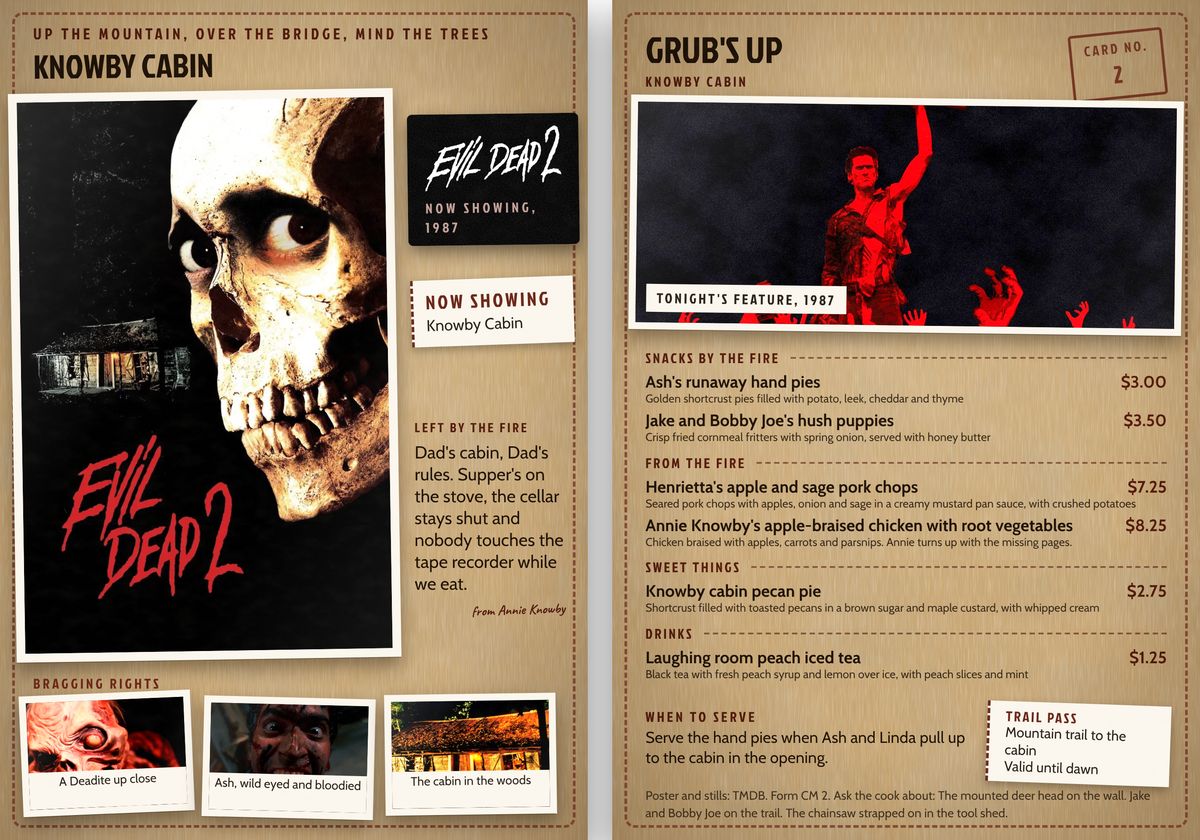 UP THE MOUNTAIN, OVER THE BRIDGE, MIND THE TREES
KNOWBY CABIN
EVIL
DEAD 2
EVIL DEAD 2
NOW SHOWING,
1987
NOW SHOWING
Knowby Cabin
LEFT BY THE FIRE
Dad's cabin, Dad's
rules. Supper's on
the stove, the cellar
stays shut and
nobody touches the
tape recorder while
we eat.
from Annie Knowby
BRAGGING RIGHTS
A Deadite up close
Ash, wild eyed and bloodied
The cabin in the woods
GRUB'S UP
KNOWBY CABIN
CARD NO.
2
TONIGHT'S FEATURE, 1987
SNACKS BY THE FIRE
Ash's runaway hand pies $3.00
Golden shortcrust pies filled with potato, leek, cheddar and thyme
Jake and Bobby Joe's hush puppies $3.50
Crisp fried cornmeal fritters with spring onion, served with honey butter
FROM THE FIRE
Henrietta's apple and sage pork chops $7.25
Seared pork chops with apples, onion and sage in a creamy mustard pan sauce, with crushed potatoes
Annie Knowby's apple-braised chicken with root vegetables $8.25
Chicken braised with apples, carrots and parsnips. Annie turns up with the missing pages.
SWEET THINGS
Knowby cabin pecan pie $2.75
Shortcrust filled with toasted pecans in a brown sugar and maple custard, with whipped cream
DRINKS
Laughing room peach iced tea $1.25
Black tea with fresh peach syrup and lemon over ice, with peach slices and mint
WHEN TO SERVE
Serve the hand pies when Ash and Linda pull up
to the cabin in the opening.
TRAIL PASS
Mountain trail to the
cabin
Valid until dawn
Poster and stills: TMDB. Form CM 2. Ask the cook about: The mounted deer head on the wall. Jake
and Bobby Joe on the trail. The chainsaw strapped on in the tool shed.